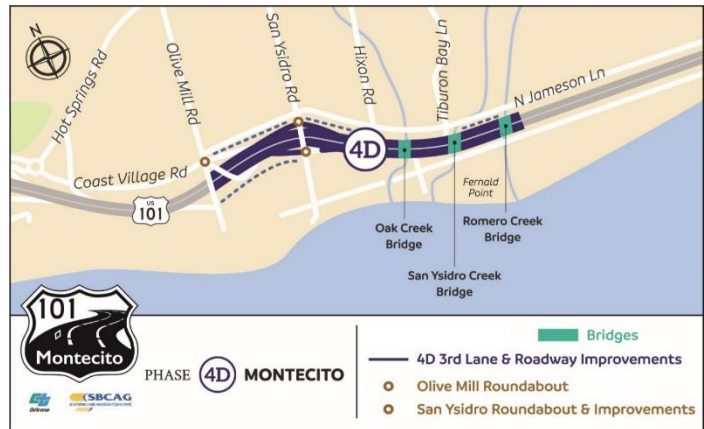 N
Hot Springs Rd
Olive Mill Rd
San Ysidro Rd
Hixon Rd
Tiburon Bay Ln
N Jameson Ln
Coast Village Rd
US
101
4D
Fernald
Point
Oak Creek
Bridge
San Ysidro Creek
Bridge
Romero Creek
Bridge
101
Montecito
Caltrans
SBCAG
PHASE 4D MONTECITO
Bridges
4D 3rd Lane & Roadway Improvements
Olive Mill Roundabout
San Ysidro Roundabout & Improvements